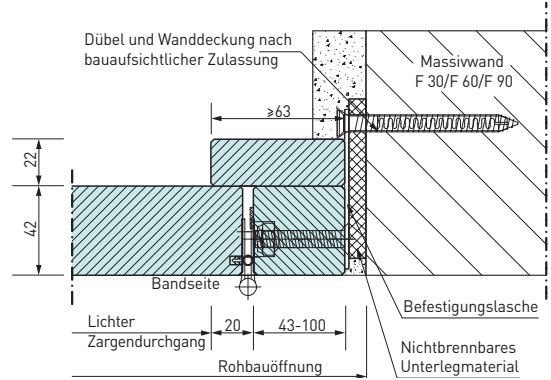 Dübel und Wanddeckung nach
bauaufsichtlicher Zulassung
Massivwand
F 30/F 60/F 90
≥63
22
42
Bandseite
Befestigungslasche
Lichter
Zargendurchgang
20
43-100
Nichtbrennbares
Unterlegmaterial
Rohbauöffnung